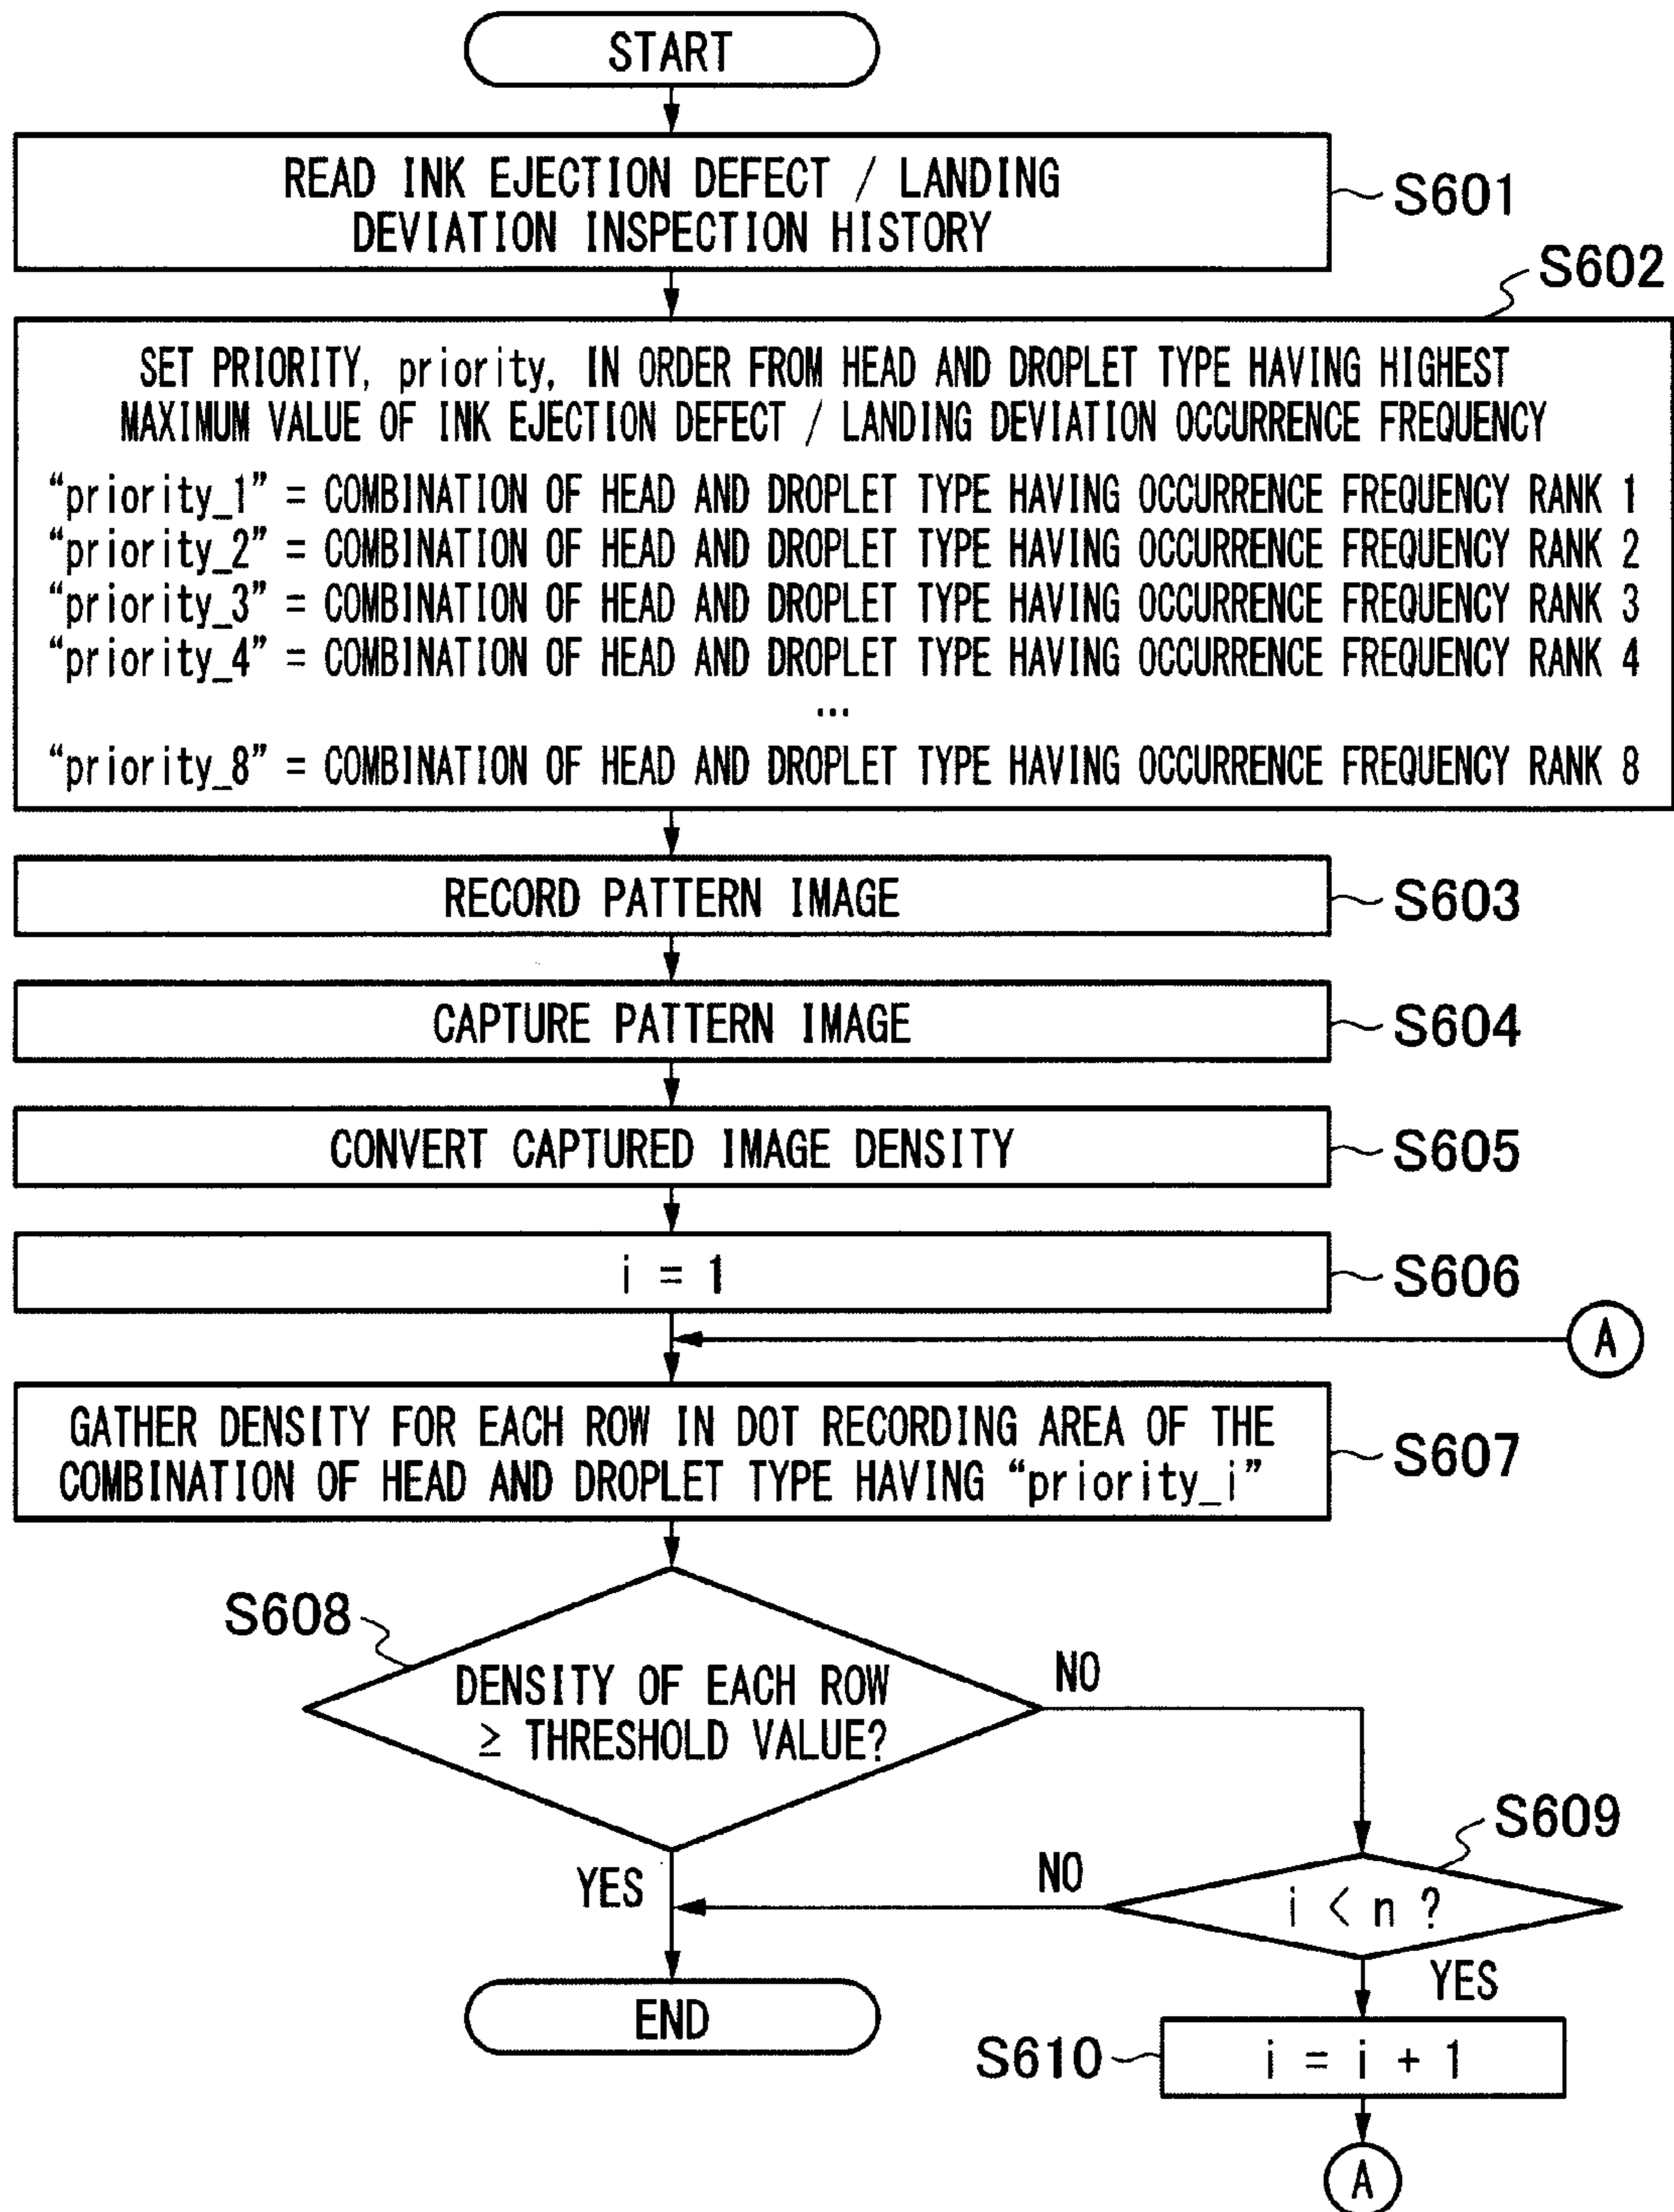 START
READ INK EJECTION DEFECT / LANDING
DEVIATION INSPECTION HISTORY
S601
S602
SET PRIORITY, priority, IN ORDER FROM HEAD AND DROPLET TYPE HAVING HIGHEST
MAXIMUM VALUE OF INK EJECTION DEFECT / LANDING DEVIATION OCCURRENCE FREQUENCY
“priority_1” = COMBINATION OF HEAD AND DROPLET TYPE HAVING OCCURRENCE FREQUENCY RANK 1
“priority_2” = COMBINATION OF HEAD AND DROPLET TYPE HAVING OCCURRENCE FREQUENCY RANK 2
“priority_3” = COMBINATION OF HEAD AND DROPLET TYPE HAVING OCCURRENCE FREQUENCY RANK 3
“priority_4” = COMBINATION OF HEAD AND DROPLET TYPE HAVING OCCURRENCE FREQUENCY RANK 4
...
“priority_8” = COMBINATION OF HEAD AND DROPLET TYPE HAVING OCCURRENCE FREQUENCY RANK 8
RECORD PATTERN IMAGE
S603
CAPTURE PATTERN IMAGE
S604
CONVERT CAPTURED IMAGE DENSITY
S605
i = 1
S606
A
GATHER DENSITY FOR EACH ROW IN DOT RECORDING AREA OF THE
COMBINATION OF HEAD AND DROPLET TYPE HAVING “priority_i”
S607
S608
DENSITY OF EACH ROW
≥ THRESHOLD VALUE?
NO
YES
S609
i < n ?
NO
YES
END
S610
i = i + 1
A